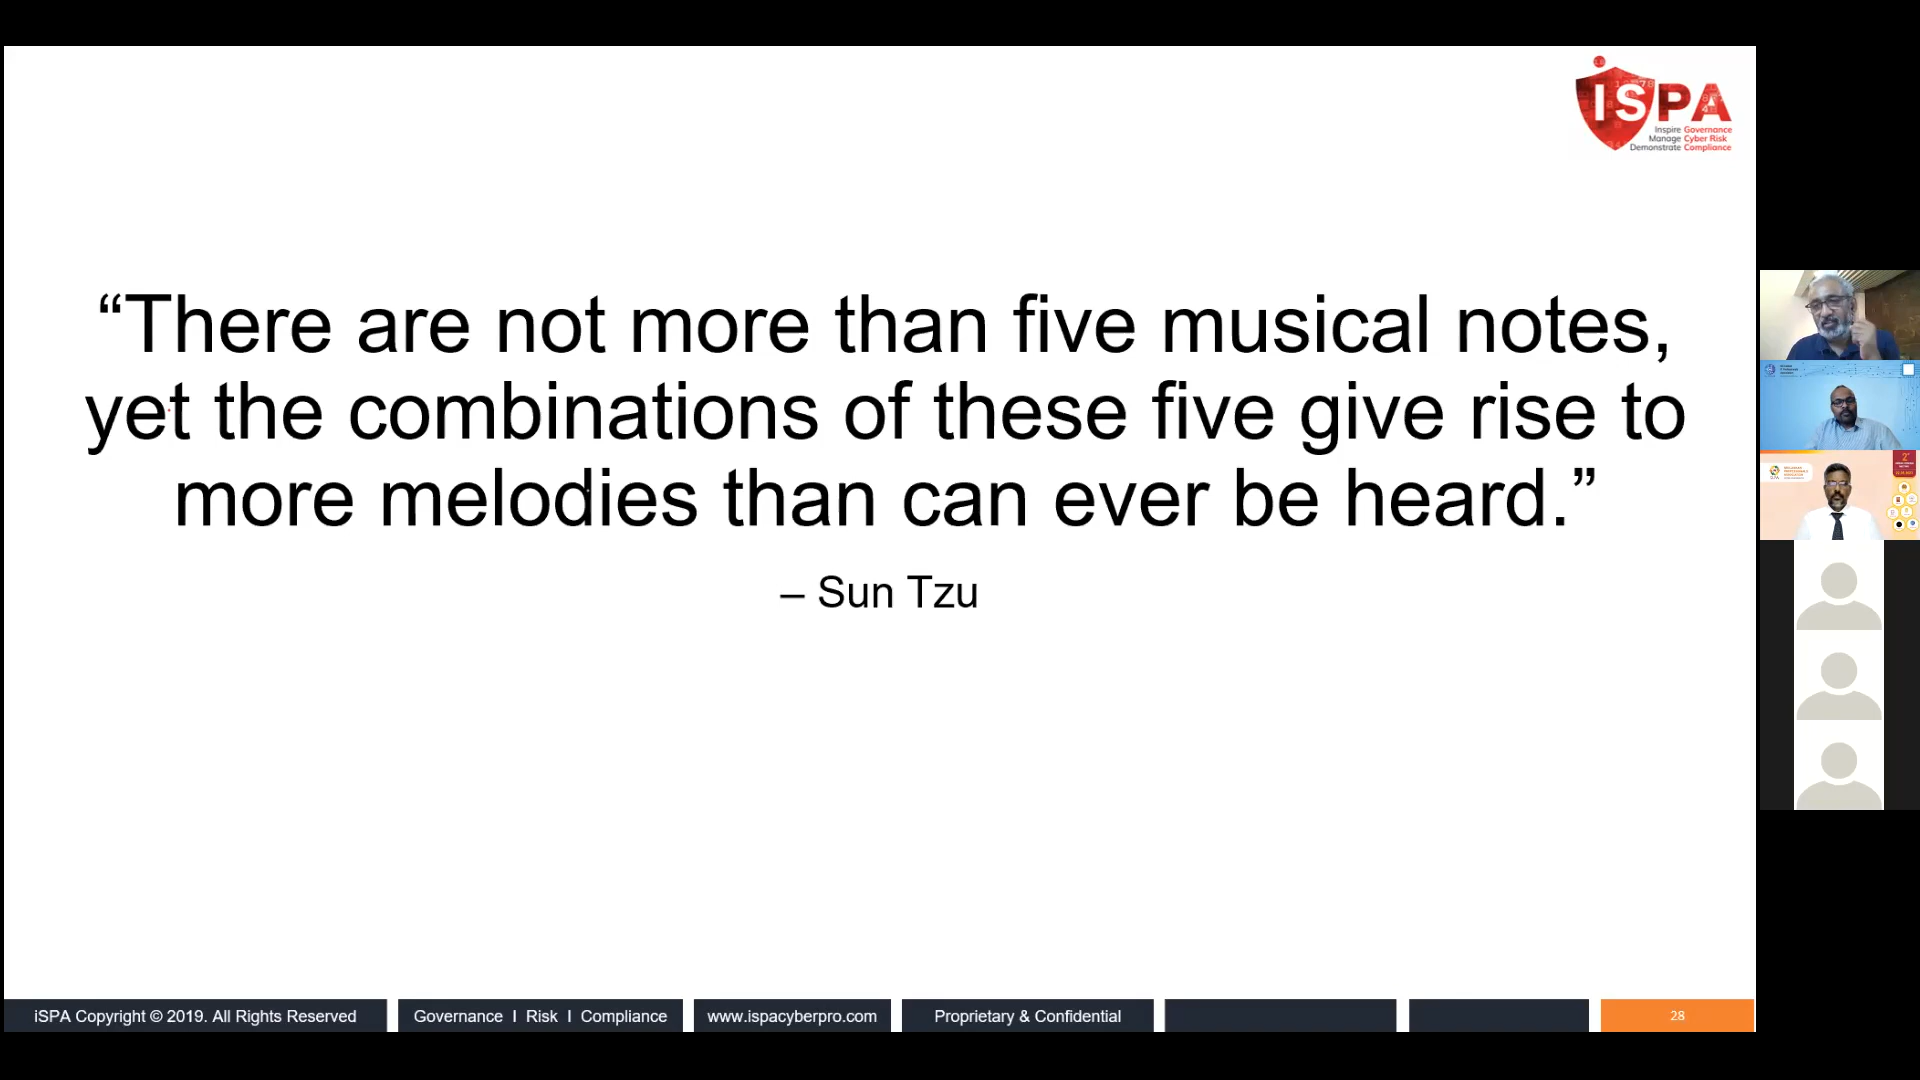 iSPA
Inspire Governance
Manage Cyber Risk
Demonstrate Compliance
“There are not more than five musical notes,
yet the combinations of these five give rise to
more melodies than can ever be heard.”
– Sun Tzu
iSPA Copyright © 2019. All Rights Reserved
Governance I Risk I Compliance
www.ispacyberpro.com
Proprietary & Confidential
28